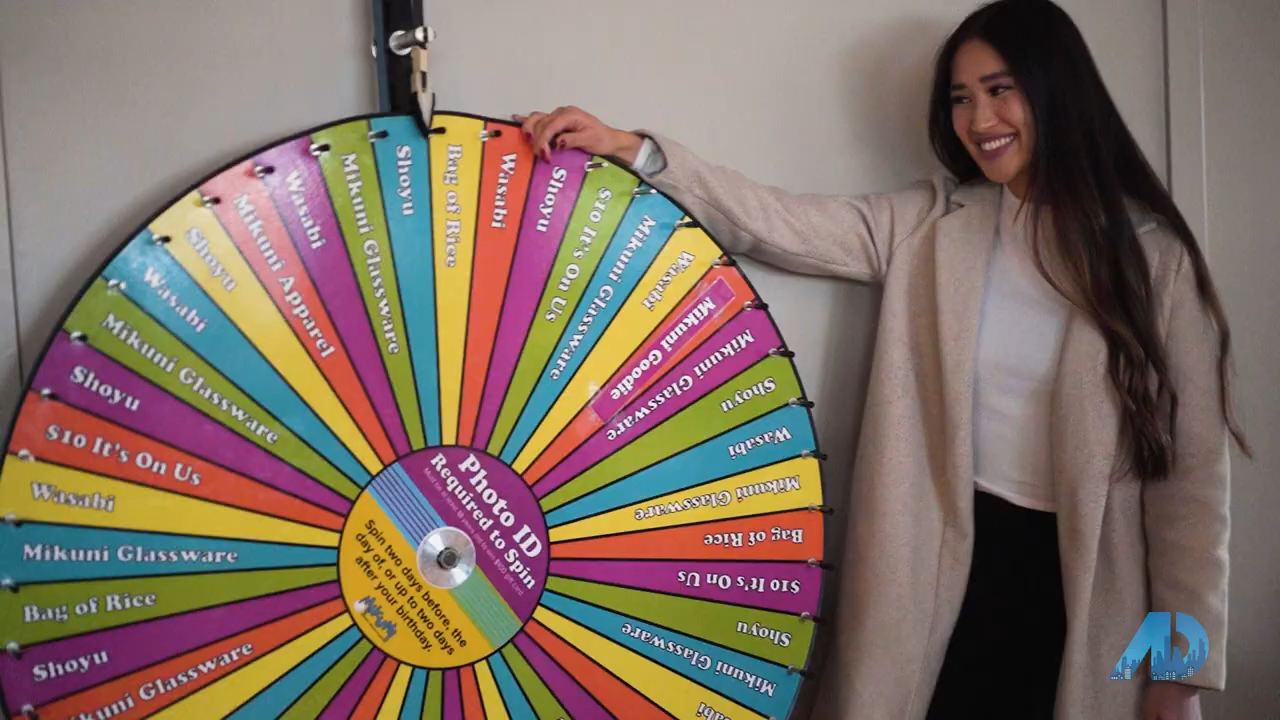 Shoyu
Bag of Rice
Wasabi
Shoyu
$10 It's On Us
Mikuni Glassware
Wasabi
Mikuni Goodie
Mikuni Glassware
Shoyu
Wasabi
Mikuni Glassware
Bag of Rice
$10 It's On Us
Shoyu
Mikuni Glassware
Mikuni Glassware
Shoyu
Bag of Rice
Mikuni Glassware
Wasabi
$10 It's On Us
Shoyu
Mikuni Glassware
Wasabi
Shoyu
Mikuni Apparel
Wasabi
Mikuni Glassware
Photo ID
Required to Spin
Spin two days before, the
day of, or up to two days
after your birthday.
Mikuni
AD